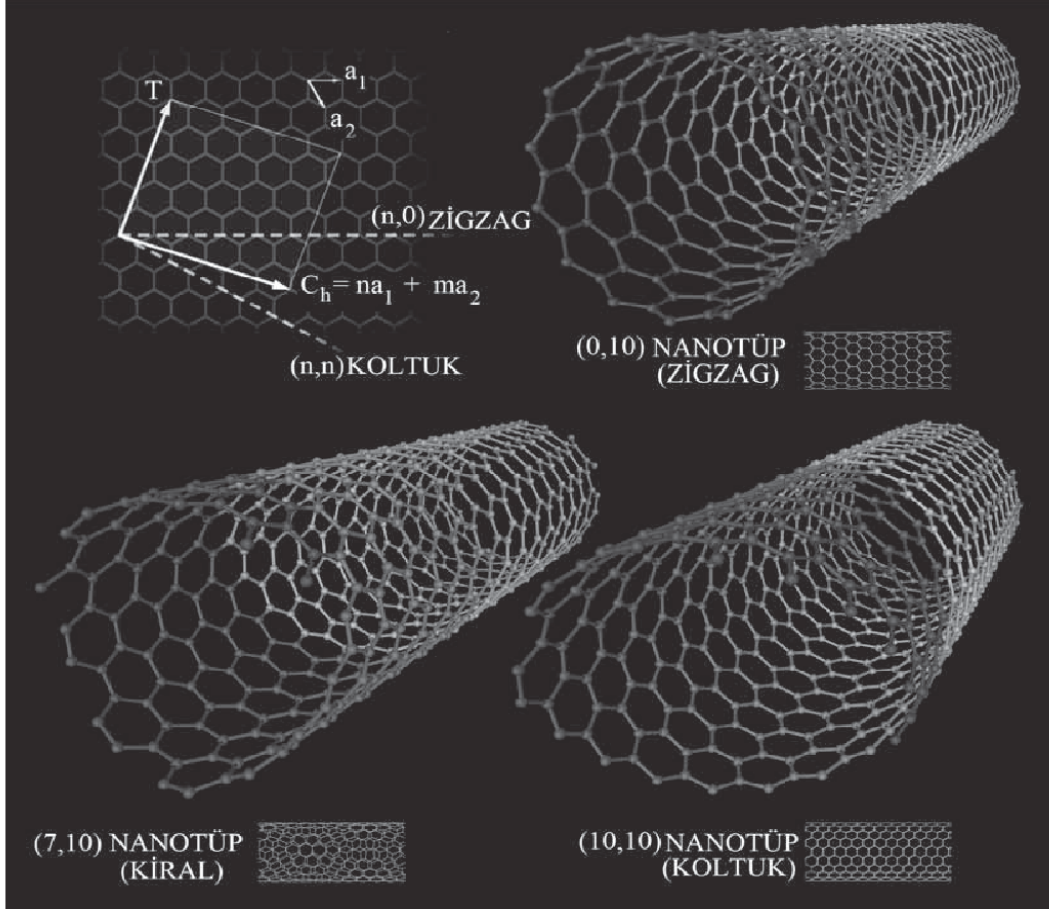 T
a1
a2
(n,0) ZİGZAG
Ch= na1 + ma2
(n,n)KOLTUK
(0,10) NANOTÜP
(ZİGZAG)
(7,10) NANOTÜP
(KİRAL)
(10,10) NANOTÜP
(KOLTUK)